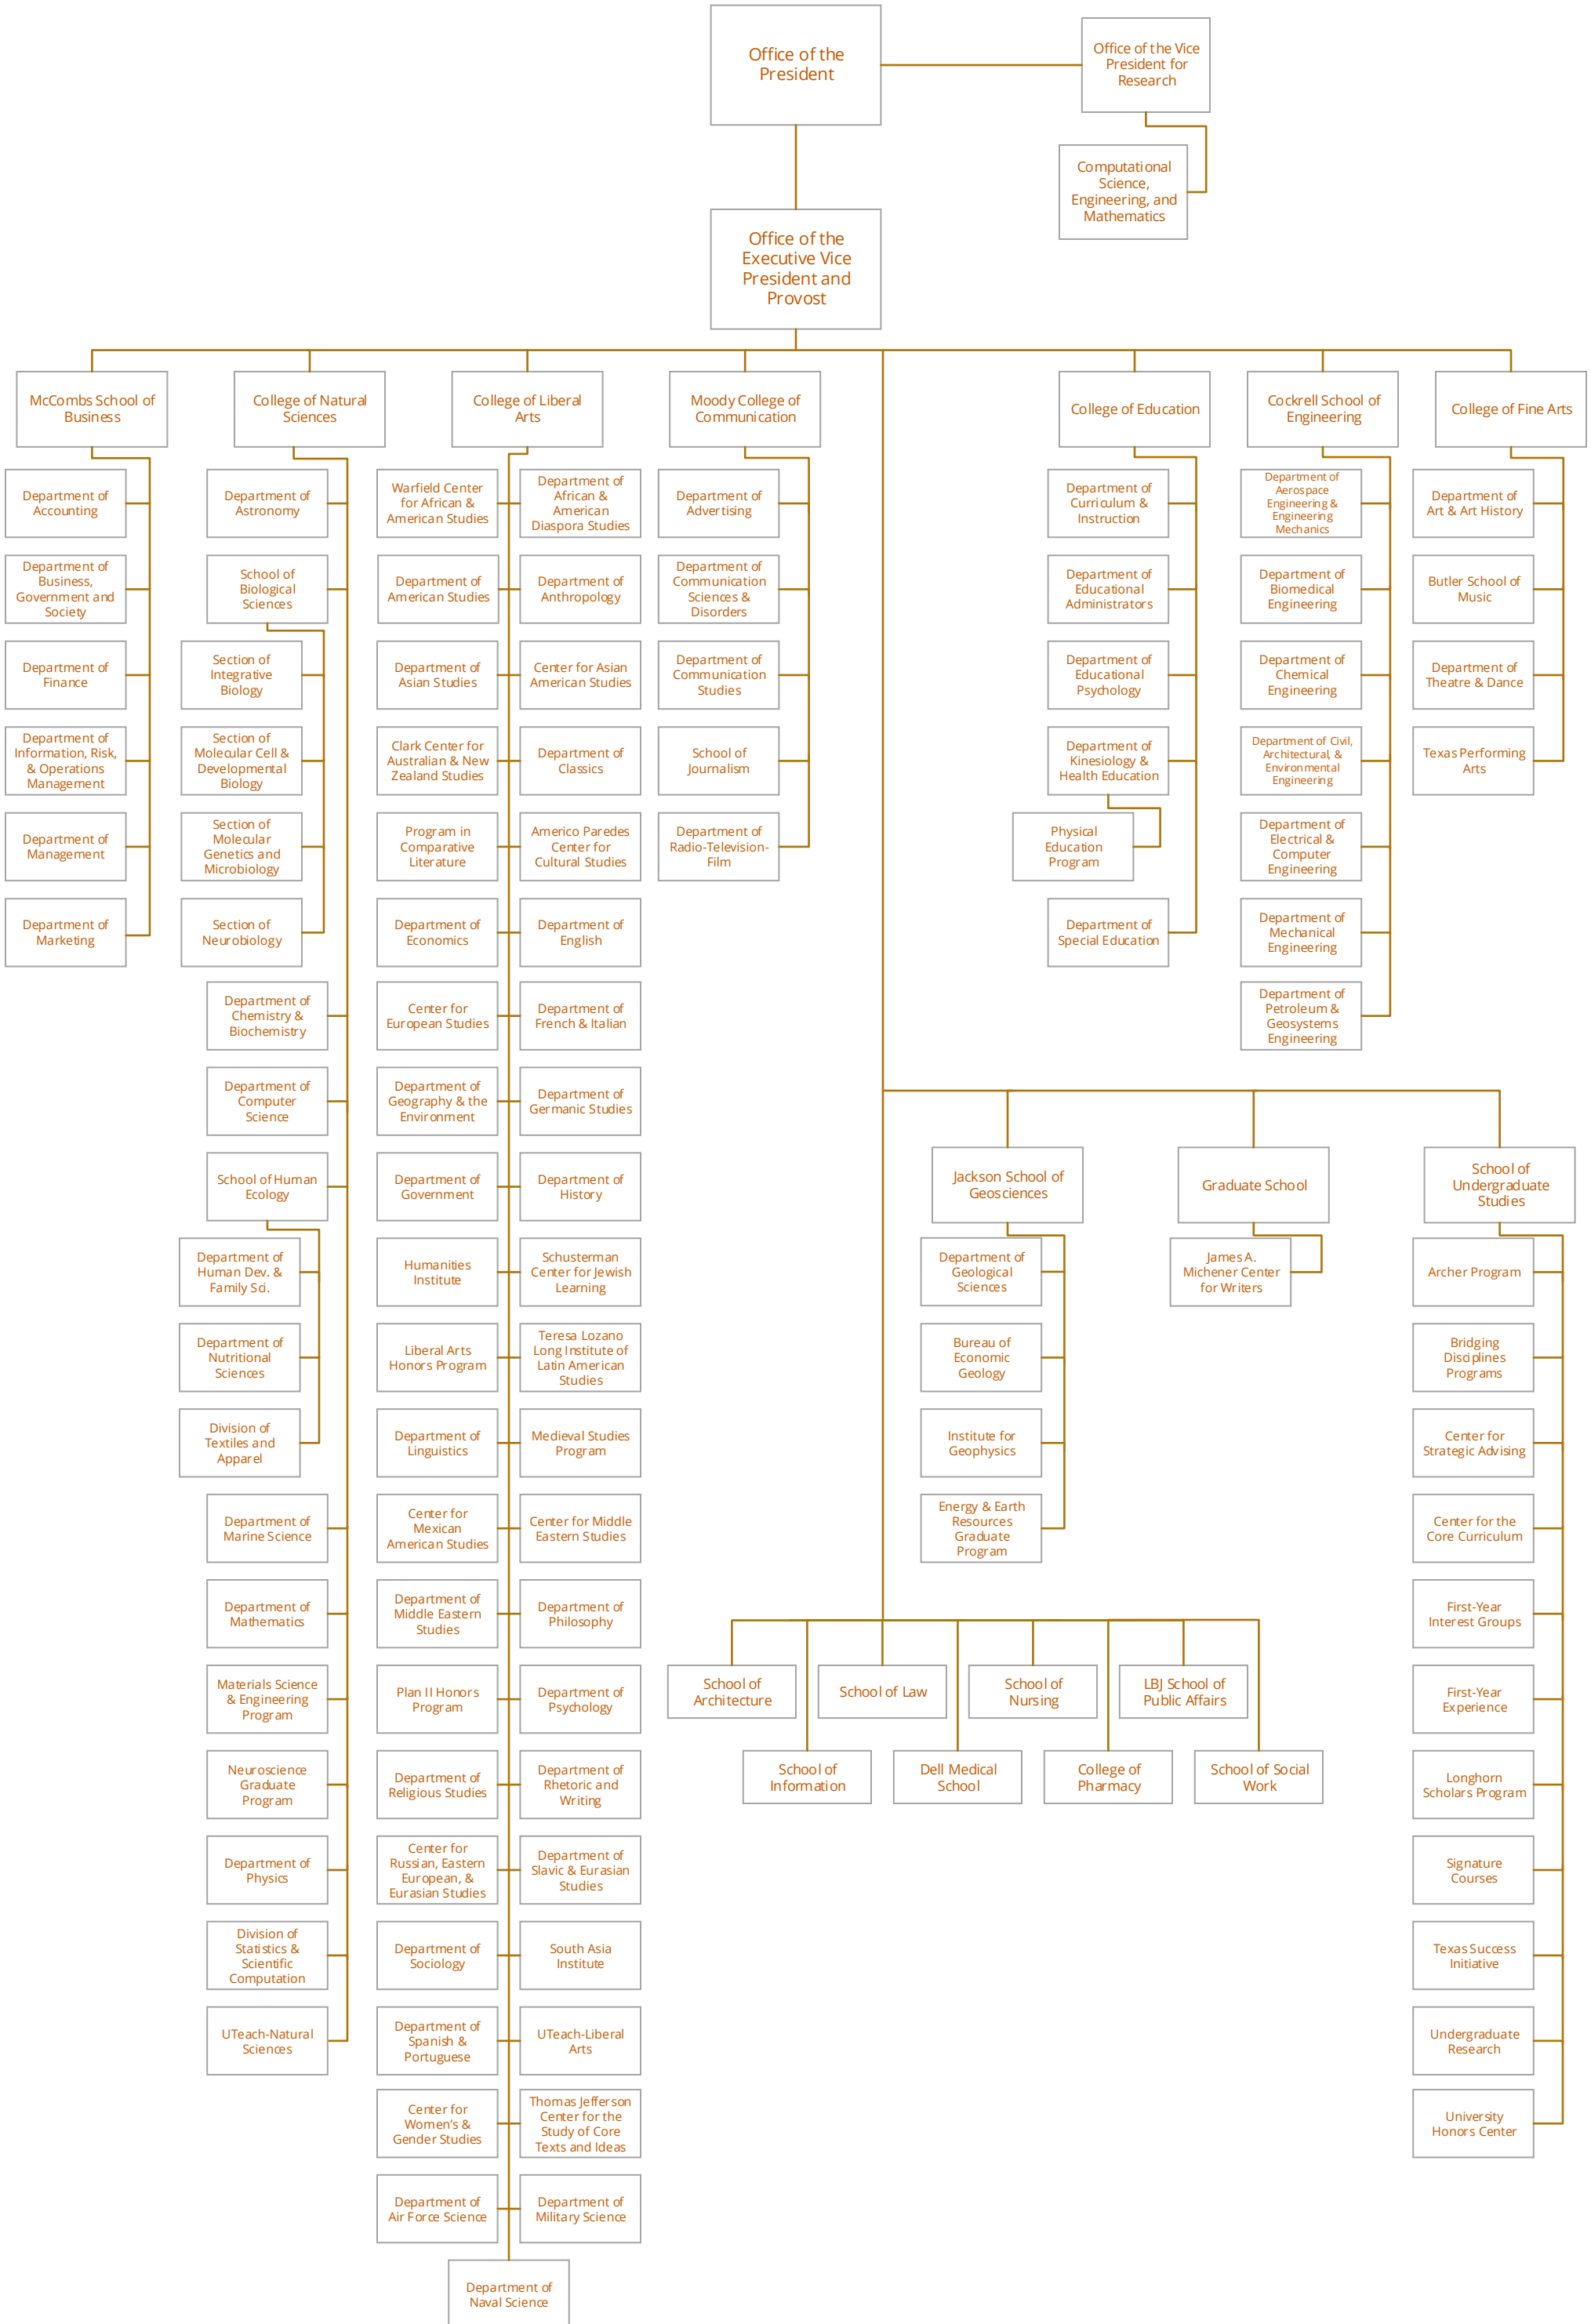 Office of the
President
Office of the Vice
President for
Research
Computational
Science,
Engineering, and
Mathematics
Office of the
Executive Vice
President and
Provost
McCombs School of
Business
Department of
Accounting
Department of
Business,
Government and
Society
Department of
Finance
Department of
Information, Risk,
& Operations
Management
Department of
Management
Department of
Marketing
College of Natural
Sciences
Department of
Astronomy
School of
Biological
Sciences
Section of
Integrative
Biology
Section of
Molecular Cell &
Developmental
Biology
Section of
Molecular
Genetics and
Microbiology
Section of
Neurobiology
Department of
Chemistry &
Biochemistry
Department of
Computer
Science
School of Human
Ecology
Department of
Human Dev. &
Family Sci.
Department of
Nutritional
Sciences
Division of
Textiles and
Apparel
Department of
Marine Science
Department of
Mathematics
Materials Science
& Engineering
Program
Neuroscience
Graduate
Program
Department of
Physics
Division of
Statistics &
Scientific
Computation
UTeach-Natural
Sciences
College of Liberal
Arts
Warfield Center
for African &
American Studies
Department of
African &
American
Diaspora Studies
Department of
American Studies
Department of
Anthropology
Department of
Asian Studies
Center for Asian
American Studies
Clark Center for
Australian & New
Zealand Studies
Department of
Classics
Program in
Comparative
Literature
Americo Paredes
Center for
Cultural Studies
Department of
Economics
Department of
English
Center for
European Studies
Department of
French & Italian
Department of
Geography & the
Environment
Department of
Germanic Studies
Department of
Government
Department of
History
Humanities
Institute
Schusterman
Center for Jewish
Learning
Liberal Arts
Honors Program
Teresa Lozano
Long Institute of
Latin American
Studies
Department of
Linguistics
Medieval Studies
Program
Center for
Mexican
American Studies
Center for Middle
Eastern Studies
Department of
Middle Eastern
Studies
Department of
Philosophy
Plan II Honors
Program
Department of
Psychology
Department of
Religious Studies
Department of
Rhetoric and
Writing
Center for
Russian, Eastern
European, &
Eurasian Studies
Department of
Slavic & Eurasian
Studies
Department of
Sociology
South Asia
Institute
Department of
Spanish &
Portuguese
UTeach-Liberal
Arts
Center for
Women's &
Gender Studies
Thomas Jefferson
Center for the
Study of Core
Texts and Ideas
Department of
Air Force Science
Department of
Military Science
Department of
Naval Science
Moody College of
Communication
Department of
Advertising
Department of
Communication
Sciences &
Disorders
Department of
Communication
Studies
School of
Journalism
Department of
Radio-Television-
Film
College of Education
Department of
Curriculum &
Instruction
Department of
Educational
Administrators
Department of
Educational
Psychology
Department of
Kinesiology &
Health Education
Physical
Education
Program
Department of
Special Education
Cockrell School of
Engineering
Department of
Aerospace
Engineering &
Engineering
Mechanics
Department of
Biomedical
Engineering
Department of
Chemical
Engineering
Department of Civil,
Architectural, &
Environmental
Engineering
Department of
Electrical &
Computer
Engineering
Department of
Mechanical
Engineering
Department of
Petroleum &
Geosystems
Engineering
College of Fine Arts
Department of
Art & Art History
Butler School of
Music
Department of
Theatre & Dance
Texas Performing
Arts
Jackson School of
Geosciences
Department of
Geological
Sciences
Bureau of
Economic
Geology
Institute for
Geophysics
Energy & Earth
Resources
Graduate
Program
Graduate School
James A.
Michener Center
for Writers
School of
Undergraduate
Studies
Archer Program
Bridging
Disciplines
Programs
Center for
Strategic Advising
Center for the
Core Curriculum
First-Year
Interest Groups
First-Year
Experience
Longhorn
Scholars Program
Signature
Courses
Texas Success
Initiative
Undergraduate
Research
University
Honors Center
School of
Architecture
School of Law
School of
Nursing
LBJ School of
Public Affairs
School of
Information
Dell Medical
School
College of
Pharmacy
School of Social
Work